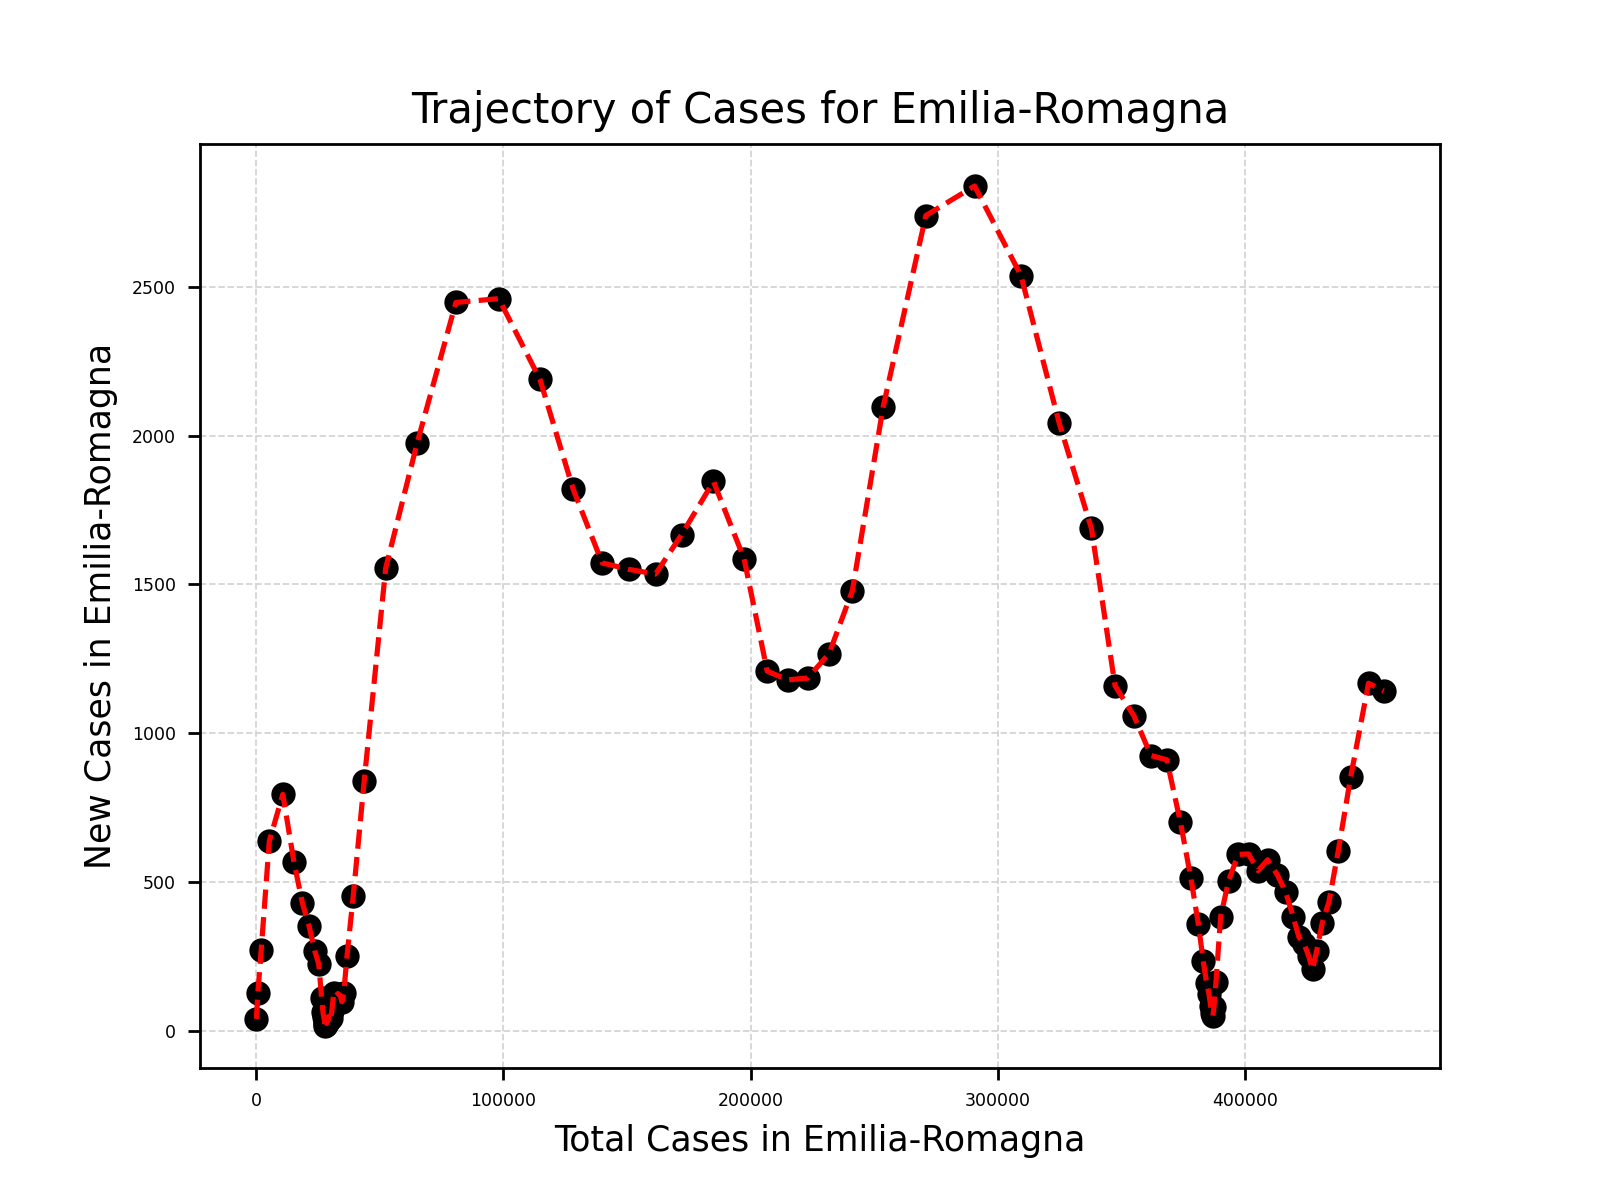 Trajectory of Cases for Emilia-Romagna
New Cases in Emilia-Romagna
2500
2000
1500
1000
500
0
0 100000 200000 300000 400000
Total Cases in Emilia-Romagna